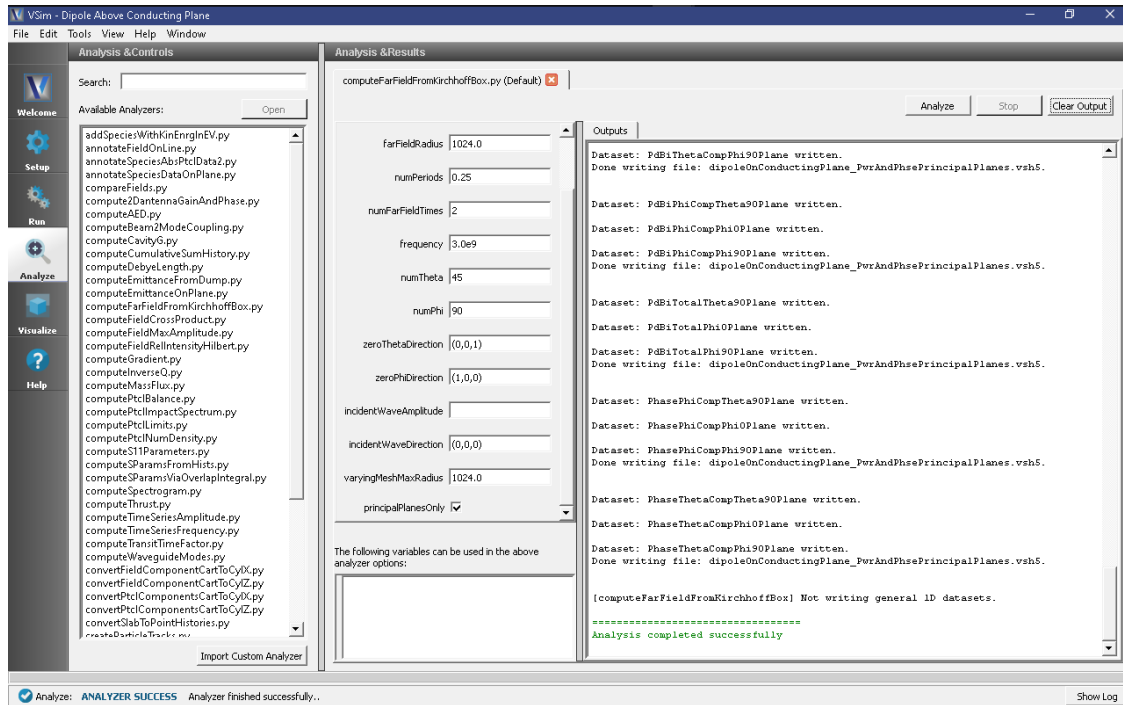 VSim - Dipole Above Conducting Plane
File Edit Tools View Help Window
Analysis &Controls
Analysis &Results
Welcome
Setup
Run
Analyze
Visualize
Help
Search:
Available Analyzers:
Open
addSpeciesWithKinEnrgInEV.py
annotateFieldOnLine.py
annotateSpeciesAbsPtclData2.py
annotateSpeciesDataOnPlane.py
compareFields.py
compute2DantennaGainAndPhase.py
computeAED.py
computeBeam2ModeCoupling.py
computeCavityG.py
computeCumulativeSumHistory.py
computeDebyeLength.py
computeEmittanceFromDump.py
computeEmittanceOnPlane.py
computeFarFieldFromKirchhoffBox.py
computeFieldCrossProduct.py
computeFieldMaxAmplitude.py
computeFieldRelIntensityHilbert.py
computeGradient.py
computeInverseQ.py
computeMassFlux.py
computePtclBalance.py
computePtclImpactSpectrum.py
computePtclLimits.py
computePtclNumDensity.py
computeS11Parameters.py
computeSParamsFromHists.py
computeSParamsViaOverlapIntegral.py
computeSpectrogram.py
computeThrust.py
computeTimeSeriesAmplitude.py
computeTimeSeriesFrequency.py
computeTransitTimeFactor.py
computeWaveguideModes.py
convertFieldComponentCartToCylX.py
convertFieldComponentCartToCylZ.py
convertPtclComponentsCartToCylX.py
convertPtclComponentsCartToCylZ.py
convertSlabToPointHistories.py
createParticleTracks.py
Import Custom Analyzer
computeFarFieldFromKirchhoffBox.py (Default)
Analyze
Stop
Clear Output
farFieldRadius 1024.0
numPeriods 0.25
numFarFieldTimes 2
frequency 3.0e9
numTheta 45
numPhi 90
zeroThetaDirection (0,0,1)
zeroPhiDirection (1,0,0)
incidentWaveAmplitude
incidentWaveDirection (0,0,0)
varyingMeshMaxRadius 1024.0
principalPlanesOnly
The following variables can be used in the above
analyzer options:
Outputs
Dataset: PdBiThetaCompPhi90Plane written.
Done writing file: dipoleOnConductingPlane_PwrAndPhsePrincipalPlanes.vsh5.
Dataset: PdBiPhiCompTheta90Plane written.
Dataset: PdBiPhiCompPhi0Plane written.
Dataset: PdBiPhiCompPhi90Plane written.
Done writing file: dipoleOnConductingPlane_PwrAndPhsePrincipalPlanes.vsh5.
Dataset: PdBiTotalTheta90Plane written.
Dataset: PdBiTotalPhi0Plane written.
Dataset: PdBiTotalPhi90Plane written.
Done writing file: dipoleOnConductingPlane_PwrAndPhsePrincipalPlanes.vsh5.
Dataset: PhasePhiCompTheta90Plane written.
Dataset: PhasePhiCompPhi0Plane written.
Dataset: PhasePhiCompPhi90Plane written.
Done writing file: dipoleOnConductingPlane_PwrAndPhsePrincipalPlanes.vsh5.
Dataset: PhaseThetaCompTheta90Plane written.
Dataset: PhaseThetaCompPhi0Plane written.
Dataset: PhaseThetaCompPhi90Plane written.
Done writing file: dipoleOnConductingPlane_PwrAndPhsePrincipalPlanes.vsh5.
[computeFarFieldFromKirchhoffBox] Not writing general 1D datasets.
=================================
Analysis completed successfully
Analyze: ANALYZER SUCCESS Analyzer finished successfully..
Show Log